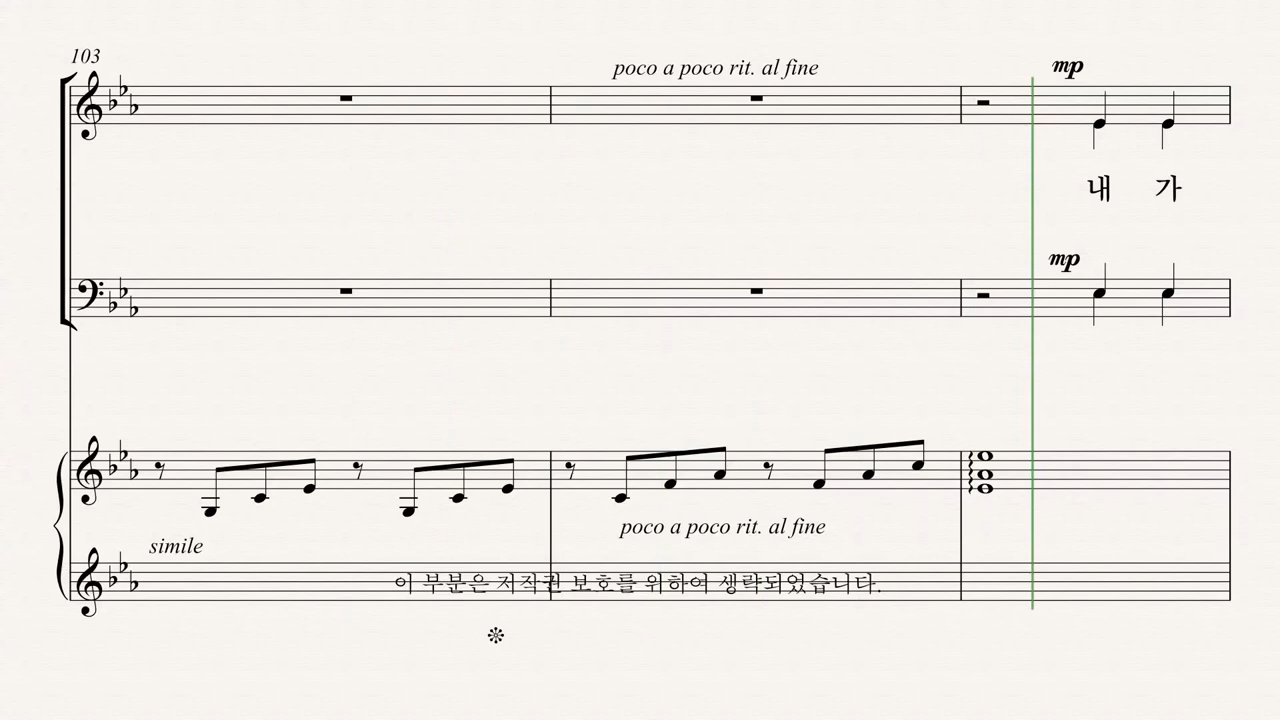 103
poco a poco rit. al fine
mp
내 가
mp
poco a poco rit. al fine
simile
이 부분은 저작권 보호를 위하여 생략되었습니다.